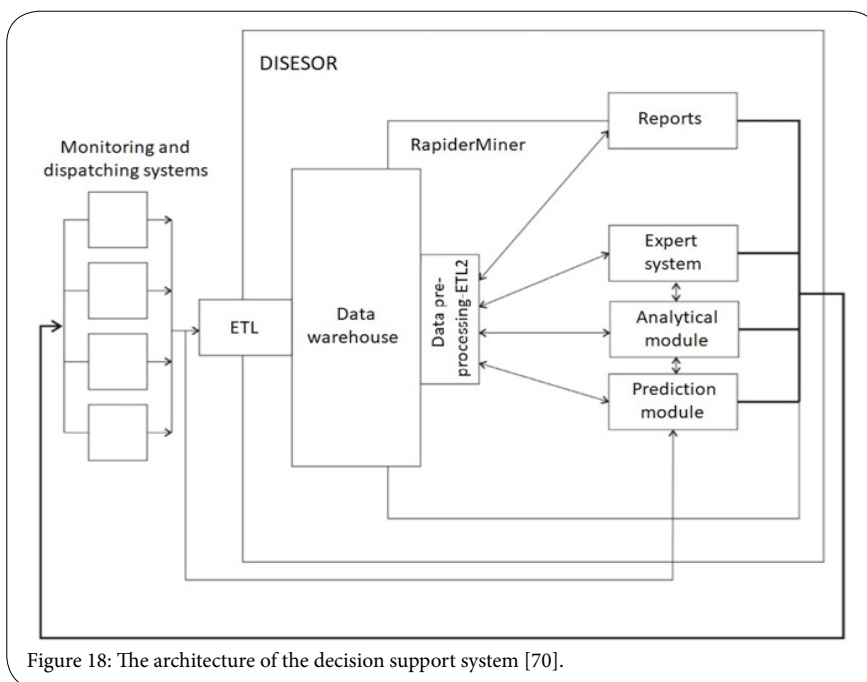 DISESOR
Monitoring and
dispatching systems
RapiderMiner
Reports
Expert
system
Analytical
module
Prediction
module
ETL
Data
warehouse
Data pre-
processing-ETL2
Figure 18: The architecture of the decision support system [70].